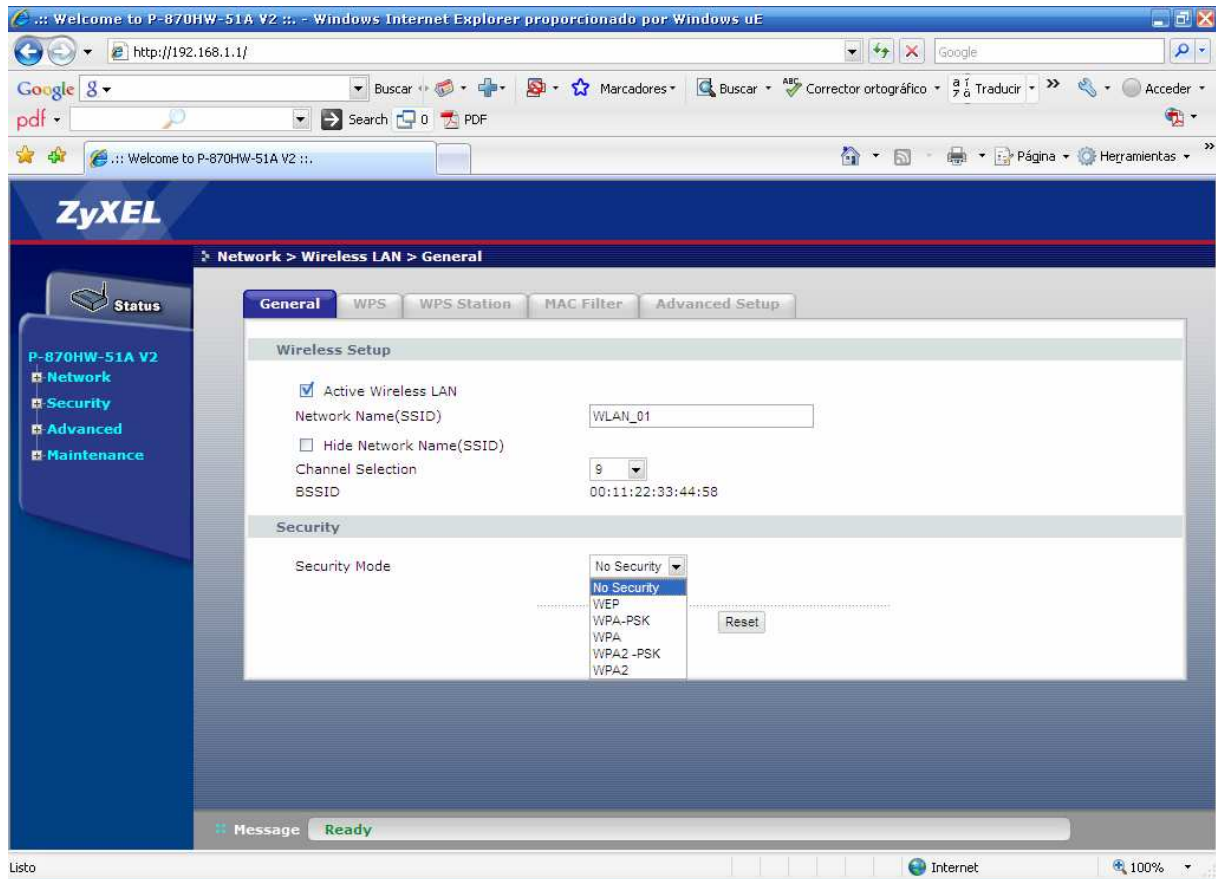 .:: Welcome to P-870HW-51A V2 ::. - Windows Internet Explorer proporcionado por Windows uE
http://192.168.1.1/
Google
Google
Buscar
Marcadores
Buscar
ABC
Corrector ortográfico
Traducir
»
Acceder
pdf
Search
0
PDF
.:: Welcome to P-870HW-51A V2 ::.
Página
Herramientas
»
ZyXEL
Network > Wireless LAN > General
Status
General
WPS
WPS Station
MAC Filter
Advanced Setup
P-870HW-51A V2
Network
Security
Advanced
Maintenance
Wireless Setup
Active Wireless LAN
Network Name(SSID)
WLAN_01
Hide Network Name(SSID)
Channel Selection
9
BSSID
00:11:22:33:44:58
Security
Security Mode
No Security
No Security
WEP
WPA-PSK
WPA
WPA2 -PSK
WPA2
Reset
Message
Ready
Listo
Internet
100%